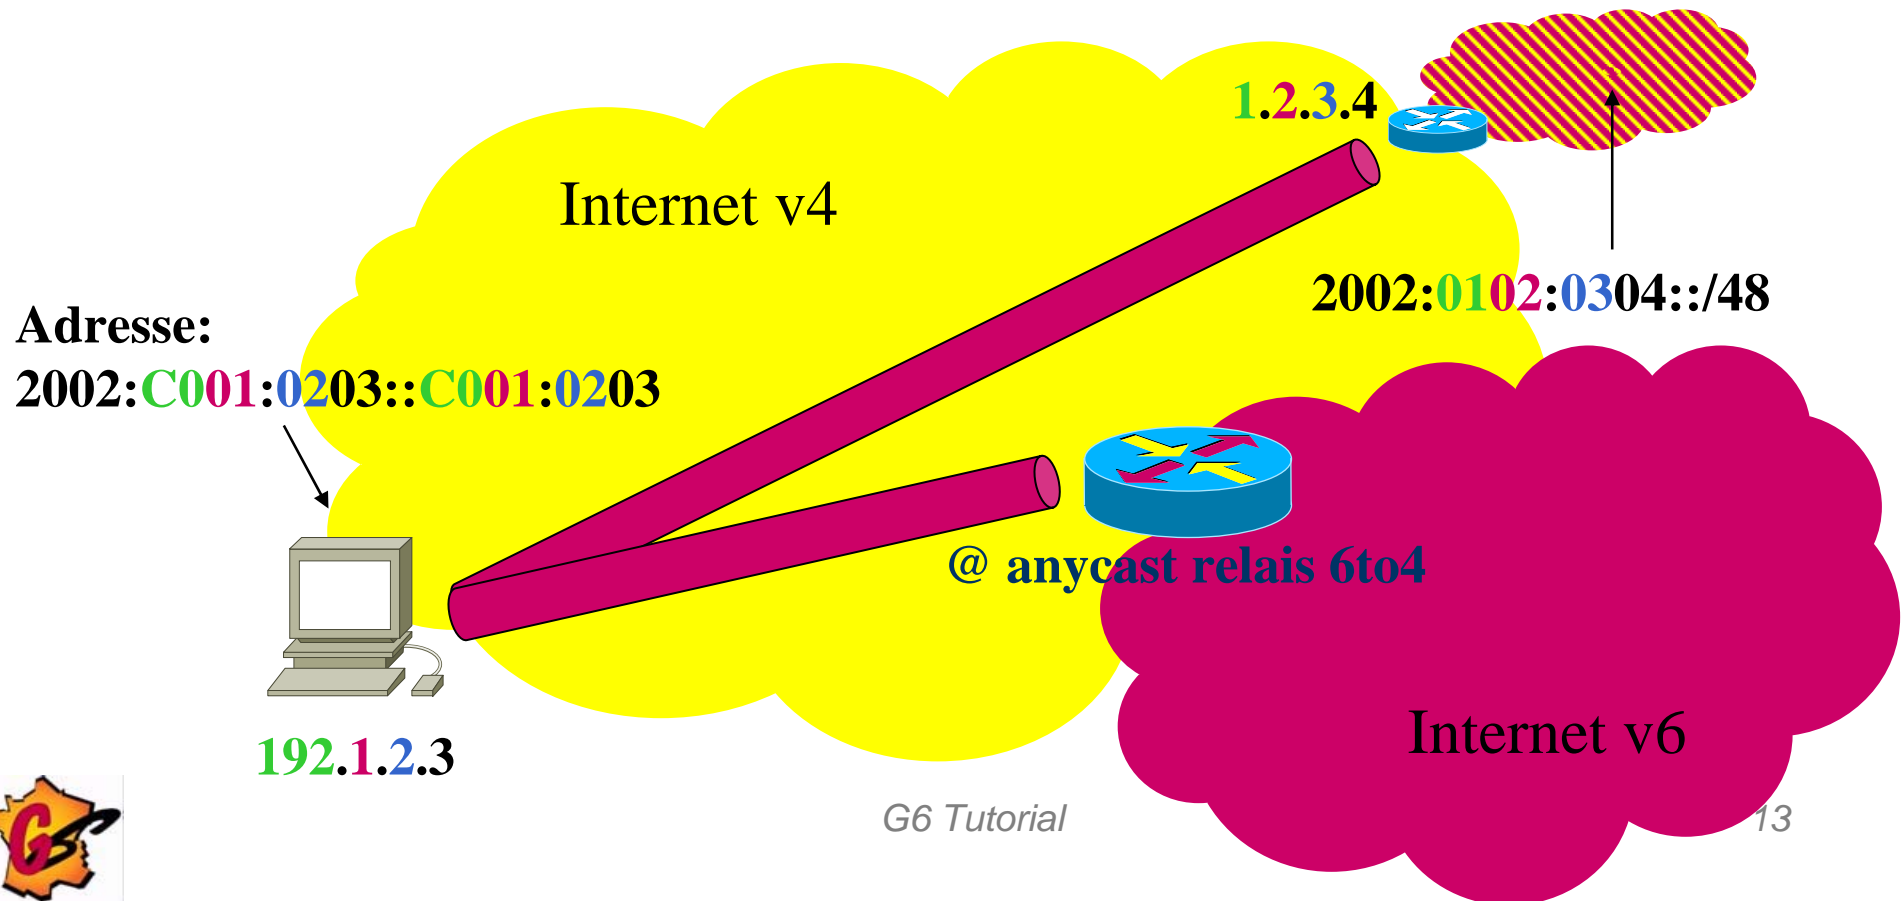 1.2.3.4
Internet v4
2002:0102:0304::/48
Adresse:
2002:C001:0203::C001:0203
@ anycast relais 6to4
Internet v6
192.1.2.3
G6 Tutorial
13
G6